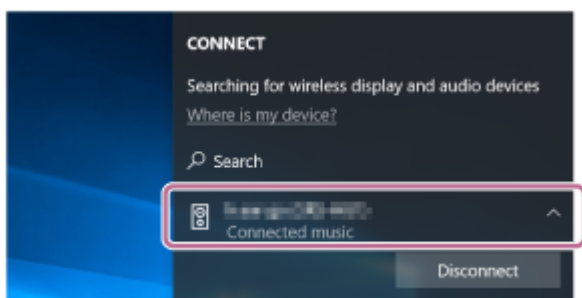 CONNECT
Searching for wireless display and audio devices
Where is my device?
Search
Connected music
Disconnect